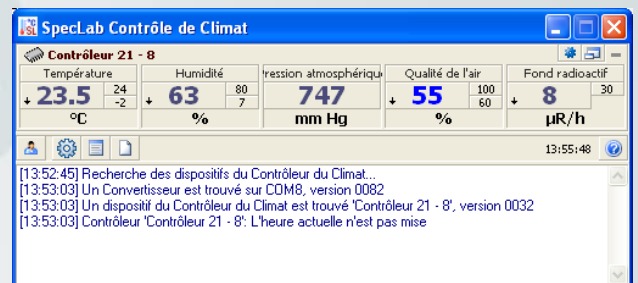 SpecLab Contrôle de Climat
Contrôleur 21 - 8
Température Humidité ression atmosphériqu Qualité de l'air Fond radioactif
23.5 24 -2 63 80 7 747 55 100 60 8 30
°C % mm Hg % µR/h
13:55:48
[13:52:45] Recherche des dispositifs du Contrôleur du Climat...
[13:53:03] Un Convertisseur est trouvé sur COM8, version 0082
[13:53:03] Un dispositif du Contrôleur du Climat est trouvé 'Contrôleur 21 - 8', version 0032
[13:53:03] Contrôleur 'Contrôleur 21 - 8': L'heure actuelle n'est pas mise